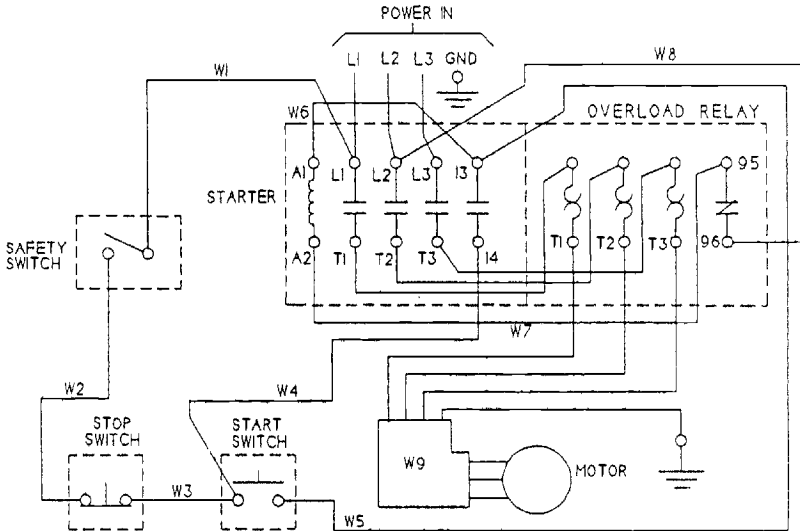 POWER IN
L1 L2 L3 GND
W1
W8
W6
OVERLOAD RELAY
A1 L1 L2 L3 13
95
STARTER
SAFETY
SWITCH
A2 T1 T2 T3 14
T1 T2 T3 96
W7
W2
W4
STOP
SWITCH
START
SWITCH
W9
MOTOR
W3
W5